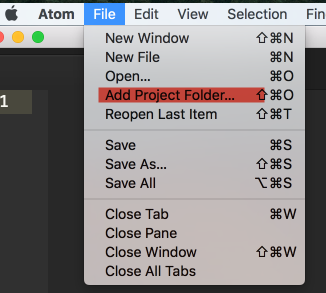 Atom File Edit View Selection Fin
1
New Window ⇧⌘N
New File ⌘N
Open... ⌘O
Add Project Folder... ⇧⌘O
Reopen Last Item ⇧⌘T
Save ⌘S
Save As... ⇧⌘S
Save All ⌥⌘S
Close Tab ⌘W
Close Pane
Close Window ⇧⌘W
Close All Tabs